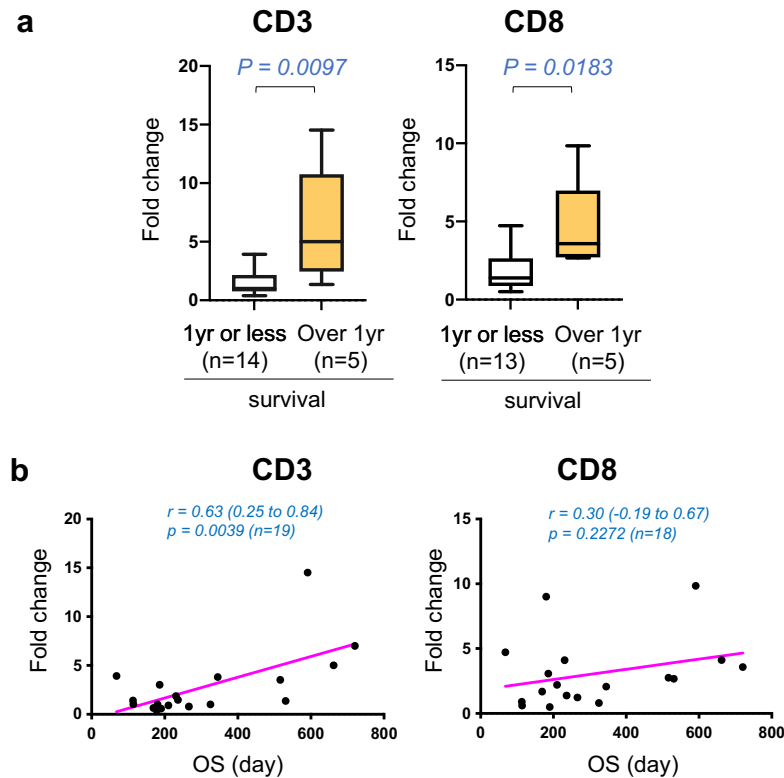 a
CD3
CD8
P = 0.0097
P = 0.0183
Fold change
20
15
10
5
0
Fold change
15
10
5
0
1yr or less Over 1yr
(n=14) (n=5)
survival
1yr or less Over 1yr
(n=13) (n=5)
survival
b
CD3
CD8
r = 0.63 (0.25 to 0.84)
p = 0.0039 (n=19)
r = 0.30 (-0.19 to 0.67)
p = 0.2272 (n=18)
Fold change
20
15
10
5
0
0 200 400 600 800
OS (day)
Fold change
15
10
5
0
0 200 400 600 800
OS (day)